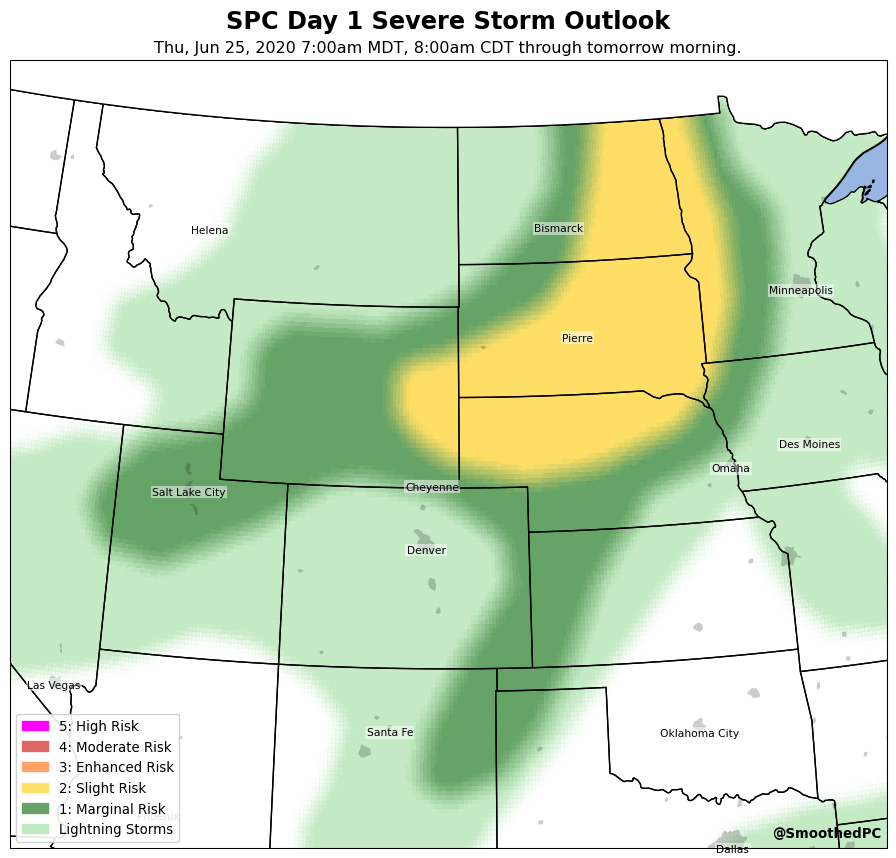 SPC Day 1 Severe Storm Outlook
Thu, Jun 25, 2020 7:00am MDT, 8:00am CDT through tomorrow morning.
Helena
Bismarck
Minneapolis
Pierre
Des Moines
Omaha
Salt Lake City
Cheyenne
Denver
Las Vegas
Santa Fe
Oklahoma City
5: High Risk
4: Moderate Risk
3: Enhanced Risk
2: Slight Risk
1: Marginal Risk
Phoenix
Lightning Storms
@SmoothedPC
Dallas